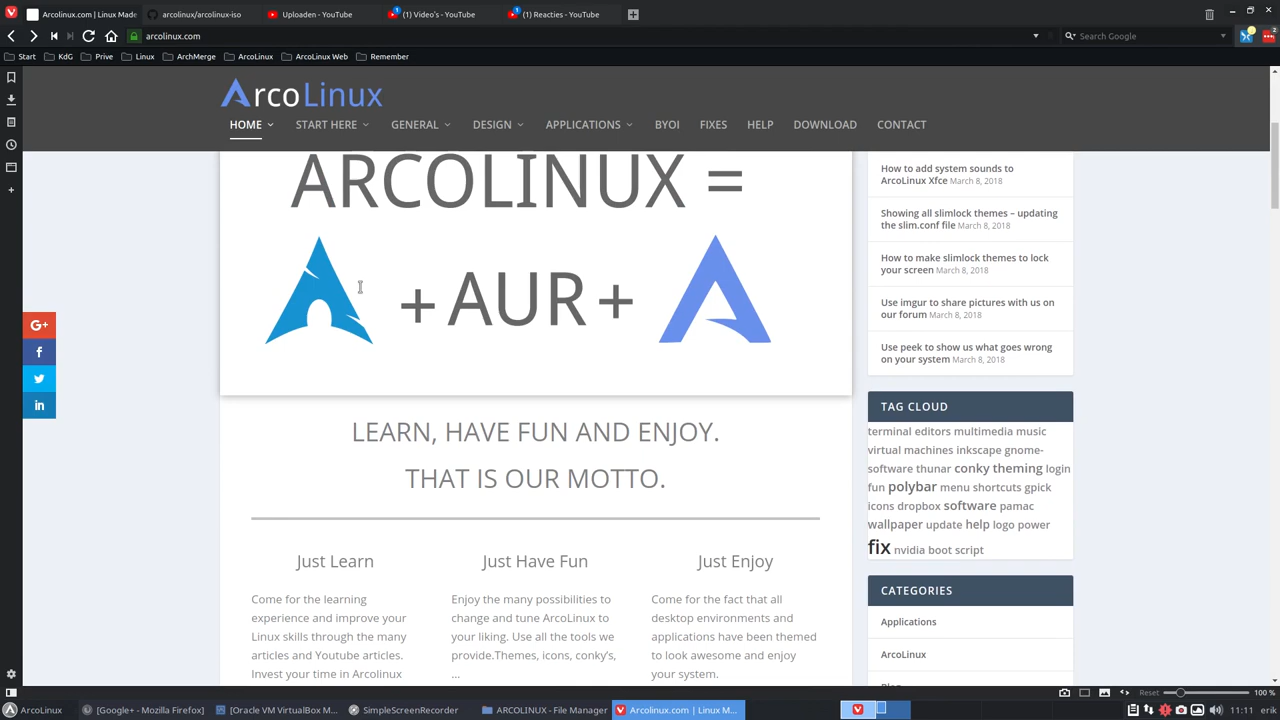 Arcolinux.com | Linux Made
arcolinux/arcolinux-iso
Uploaden - YouTube
(1) Video's - YouTube
(1) Reacties - YouTube
arcolinux.com
Search Google
Start
KdG
Prive
Linux
ArchMerge
ArcoLinux
ArcoLinux Web
Remember
ArcoLinux
HOME
START HERE
GENERAL
DESIGN
APPLICATIONS
BYOI
FIXES
HELP
DOWNLOAD
CONTACT
ARCOLINUX =
+ AUR +
LEARN, HAVE FUN AND ENJOY.
THAT IS OUR MOTTO.
Just Learn
Come for the learning
experience and improve your
Linux skills through the many
articles and Youtube articles.
Invest your time in Arcolinux
Just Have Fun
Enjoy the many possibilities to
change and tune ArcoLinux to
your liking. Use all the tools we
provide.Themes, icons, conky's,
...
Just Enjoy
Come for the fact that all
desktop environments and
applications have been themed
to look awesome and enjoy
your system.
How to add system sounds to
ArcoLinux Xfce March 8, 2018
Showing all slimlock themes – updating
the slim.conf file March 8, 2018
How to make slimlock themes to lock
your screen March 8, 2018
Use imgur to share pictures with us on
our forum March 8, 2018
Use peek to show us what goes wrong
on your system March 8, 2018
TAG CLOUD
terminal editors multimedia music
virtual machines inkscape gnome-
software thunar conky theming login
fun polybar menu shortcuts gpick
icons dropbox software pamac
wallpaper update help logo power
fix nvidia boot script
CATEGORIES
Applications
ArcoLinux
G+
f
in
Reset
100 %
ArcoLinux
[Google+ - Mozilla Firefox]
[Oracle VM VirtualBox M...
SimpleScreenRecorder
ARCOLINUX - File Manager
Arcolinux.com | Linux M...
11:11
erik